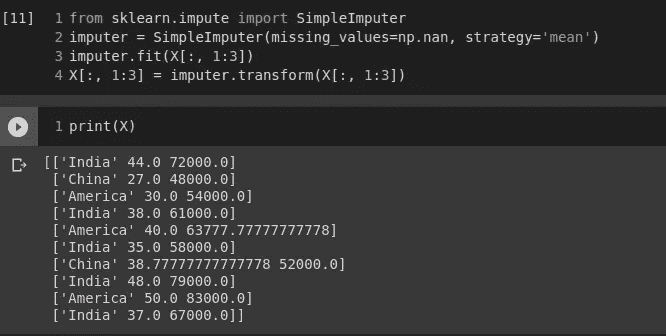 [11] 1 from sklearn.impute import SimpleImputer
2 imputer = SimpleImputer(missing_values=np.nan, strategy='mean')
3 imputer.fit(X[:, 1:3])
4 X[:, 1:3] = imputer.transform(X[:, 1:3])
1 print(X)
[['India' 44.0 72000.0]
['China' 27.0 48000.0]
['America' 30.0 54000.0]
['India' 38.0 61000.0]
['America' 40.0 63777.77777777778]
['India' 35.0 58000.0]
['China' 38.77777777777778 52000.0]
['India' 48.0 79000.0]
['America' 50.0 83000.0]
['India' 37.0 67000.0]]